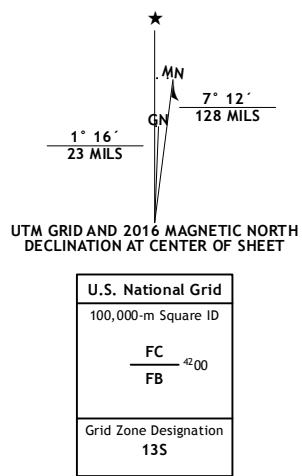 ★
MN
7° 12´
128 MILS
GN
1° 16´
23 MILS
UTM GRID AND 2016 MAGNETIC NORTH
DECLINATION AT CENTER OF SHEET
U.S. National Grid
100,000-m Square ID
FC
4200
FB
Grid Zone Designation
13S